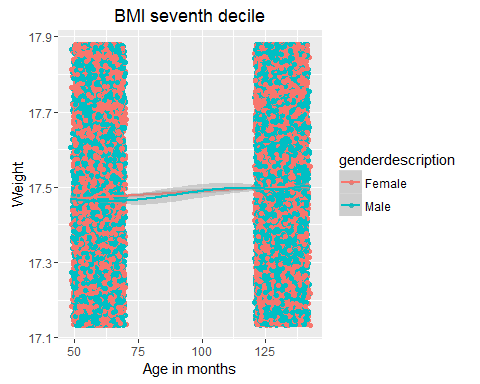 BMI seventh decile
17.9
17.7
17.5
17.3
17.1
Weight
50
75
100
125
Age in months
genderdescription
Female
Male